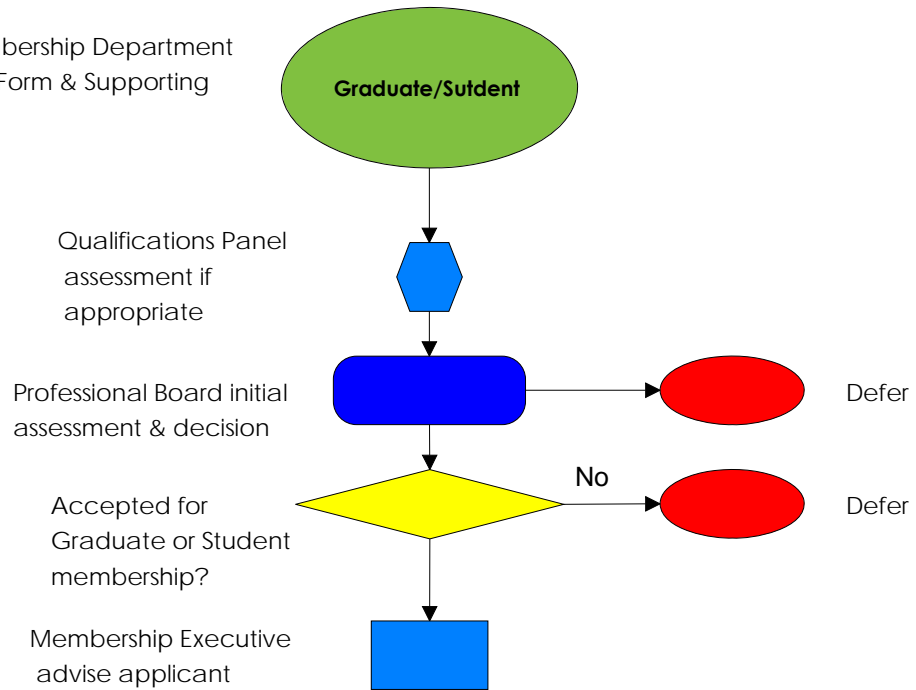 bership Department
Form & Supporting
Graduate/Sutdent
Qualifications Panel
assessment if
appropriate
Professional Board initial
assessment & decision
Defer
No
Accepted for
Graduate or Student
membership?
Defer
Membership Executive
advise applicant